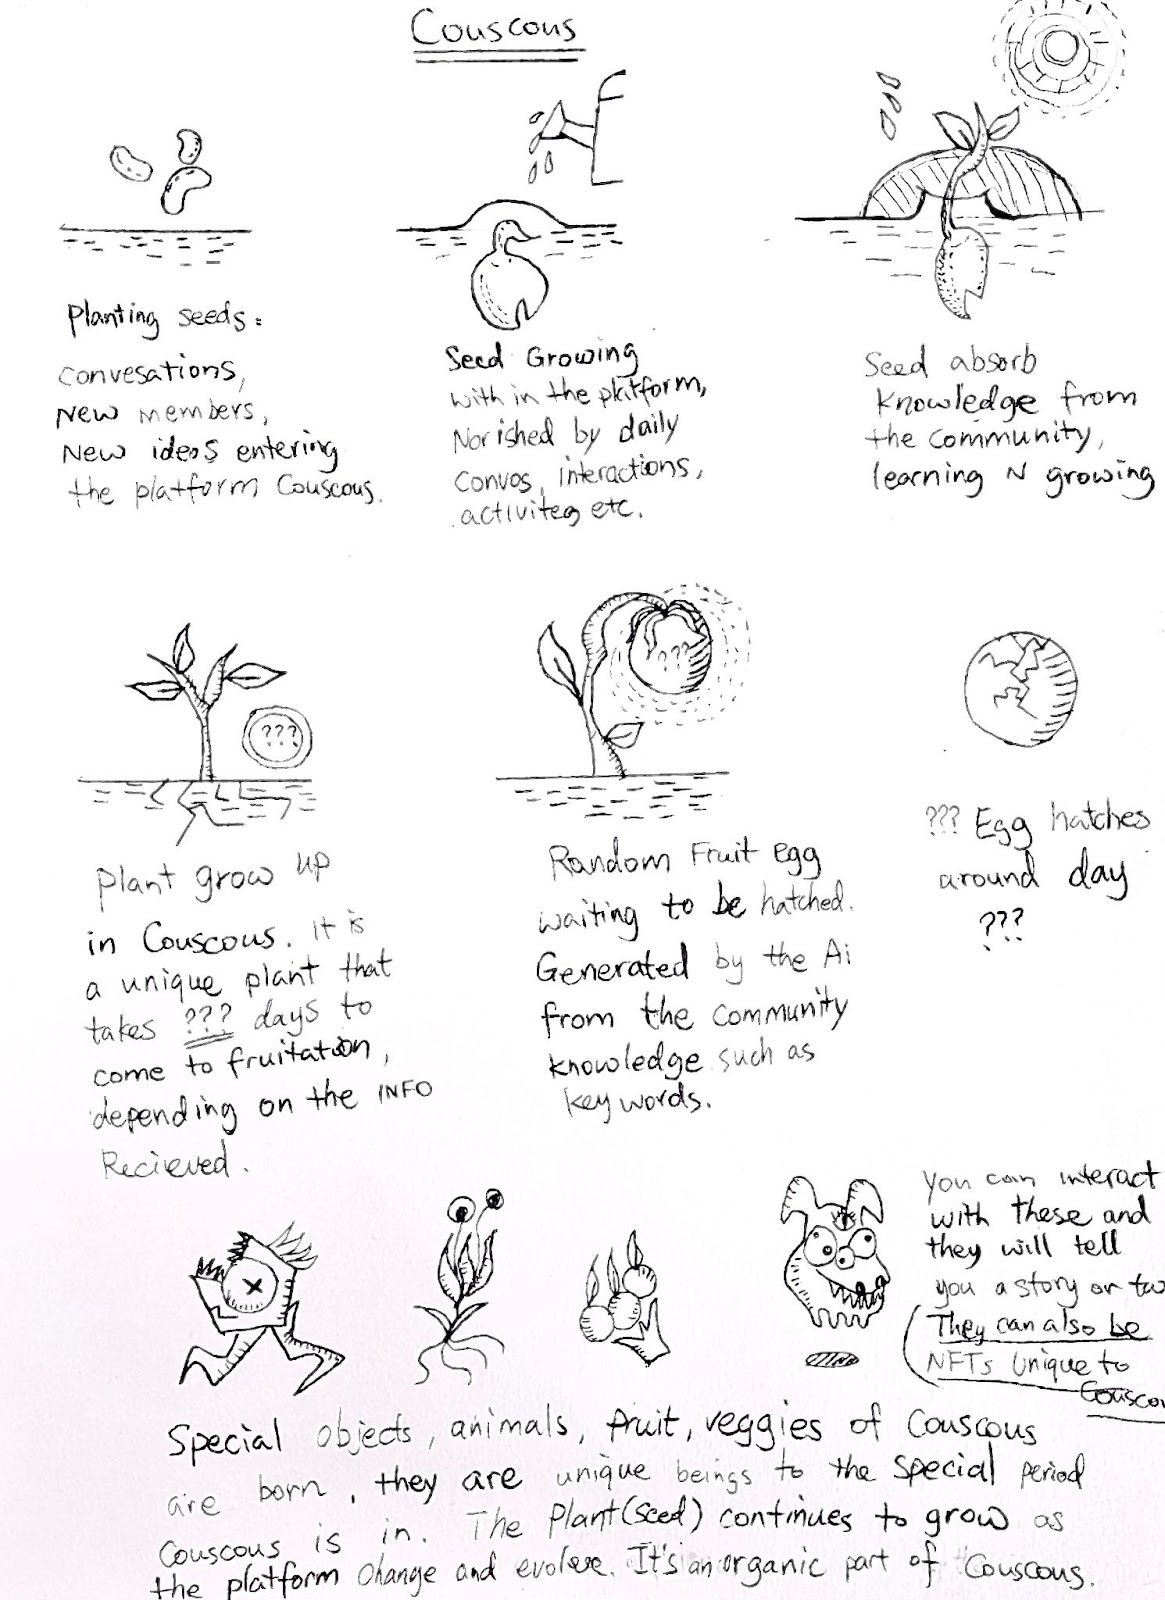 Couscous
Planting seeds:
convesations,
New members,
New ideas entering
the platform Couscous.
Seed Growing
with in the platform,
Norished by daily
convos, interactions,
activites etc.
Seed absorb
knowledge from
the community,
learning N growing
???
Plant grow up
in Couscous. It is
a unique plant that
takes ??? days to
come to fruitation,
depending on the INFO
Recieved.
???
Random Fruit egg
waiting to be hatched.
Generated by the Ai
from the community
knowledge such as
key words.
??? Egg hatches
around day
???
You can interact
with these and
they will tell
you a story or two
They can also be
NFTs Unique to
Couscou
Special objects, animals, fruit, veggies of Couscous
are born, they are unique beings to the special period
Couscous is in. The Plant(seed) continues to grow as
the platform change and evolve. It's an organic part of Couscous.